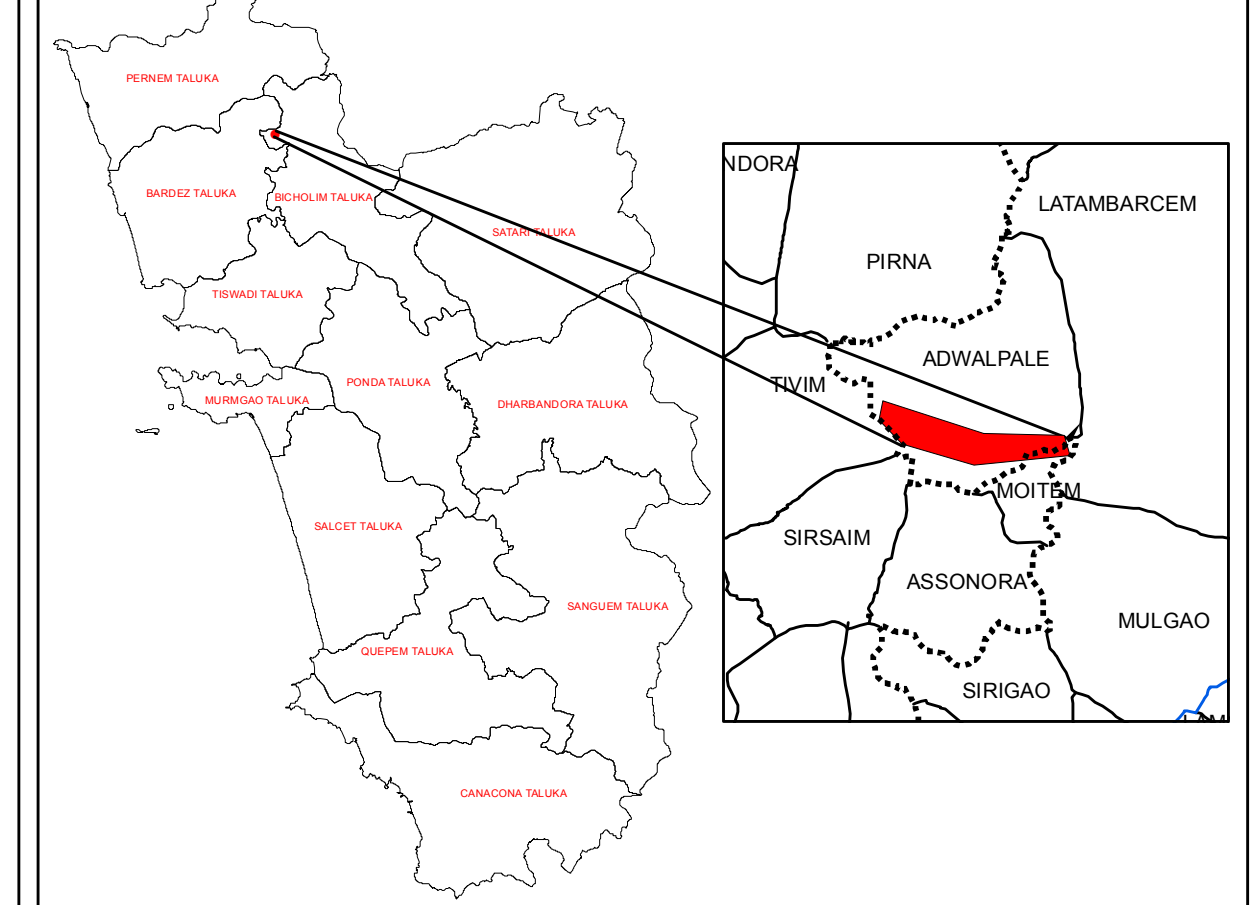 PERNEM TALUKA
BARDEZ TALUKA
BICHOLIM TALUKA
SATARI TALUKA
TISWADI TALUKA
PONDA TALUKA
MURMGAO TALUKA
DHARBANDORA TALUKA
SALCET TALUKA
SANGUEM TALUKA
QUEPEM TALUKA
CANACONA TALUKA
NDORA
LATAMBARCEM
PIRNA
ADWALPALE
TIVIM
MOITEM
SIRSAIM
ASSONORA
MULGAO
SIRIGAO